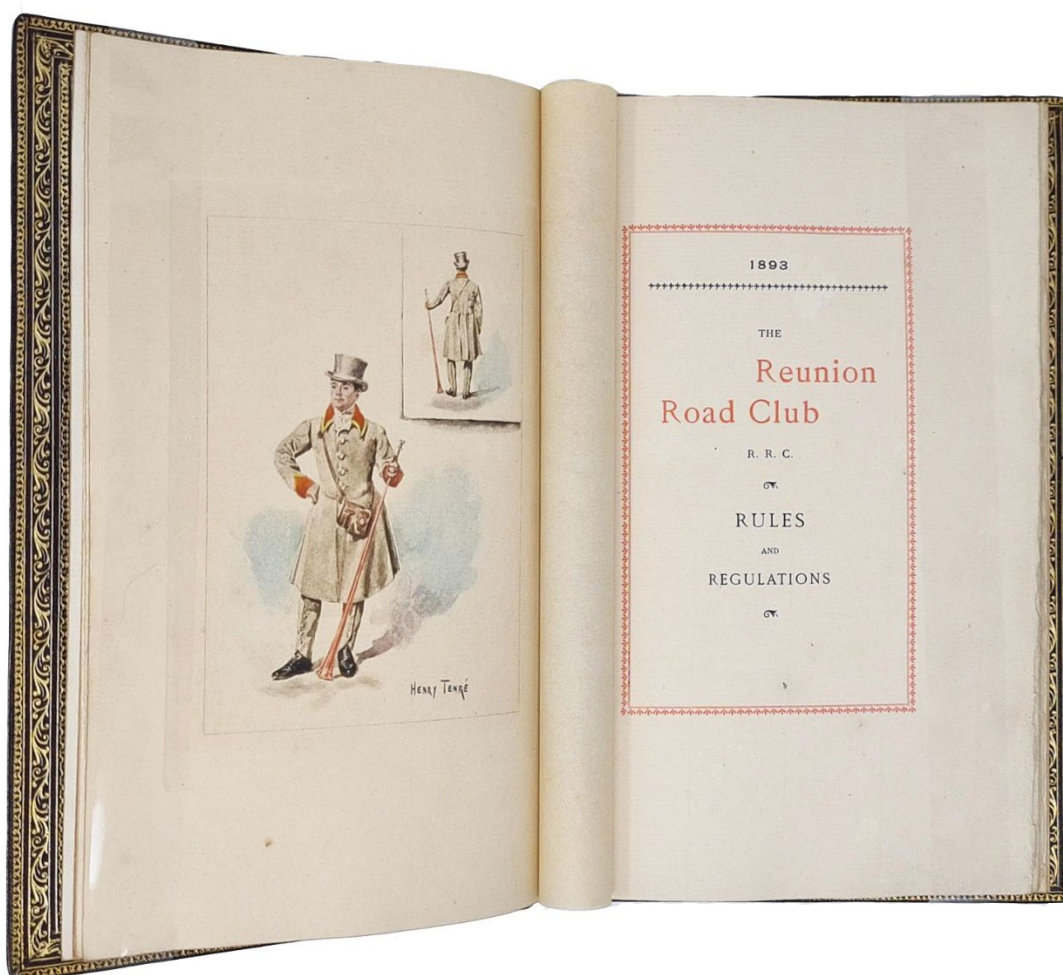 HENRY TENRÉ
1893
THE
Reunion
Road Club
R. R. C.
RULES
AND
REGULATIONS